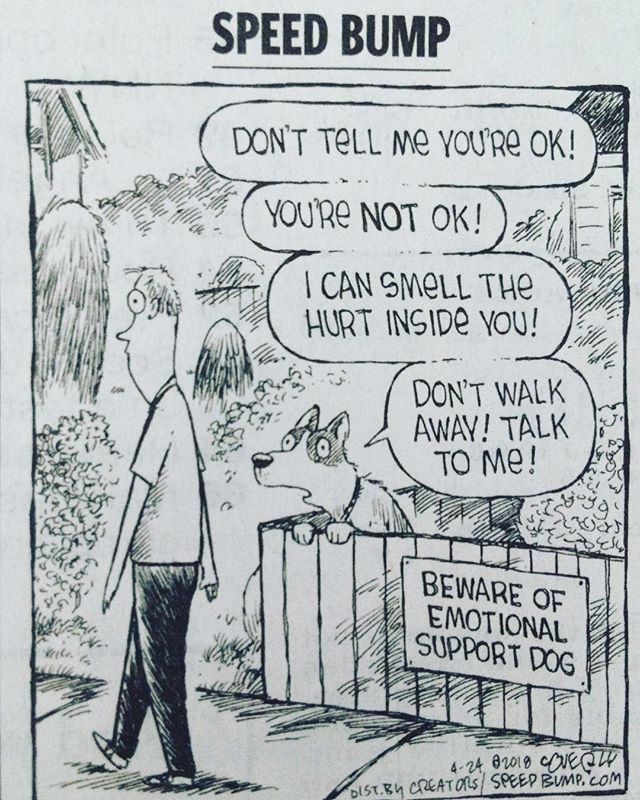 SPEED BUMP
DON'T TELL ME YOU'RE OK!
YOU'RE NOT OK!
I CAN SMELL THE
HURT INSIDE YOU!
DON'T WALK
AWAY! TALK
TO ME!
BEWARE OF
EMOTIONAL
SUPPORT DOG
4-24 ©2018 COVERLY
DIST. BY CREATORS / SPEEDBUMP.COM